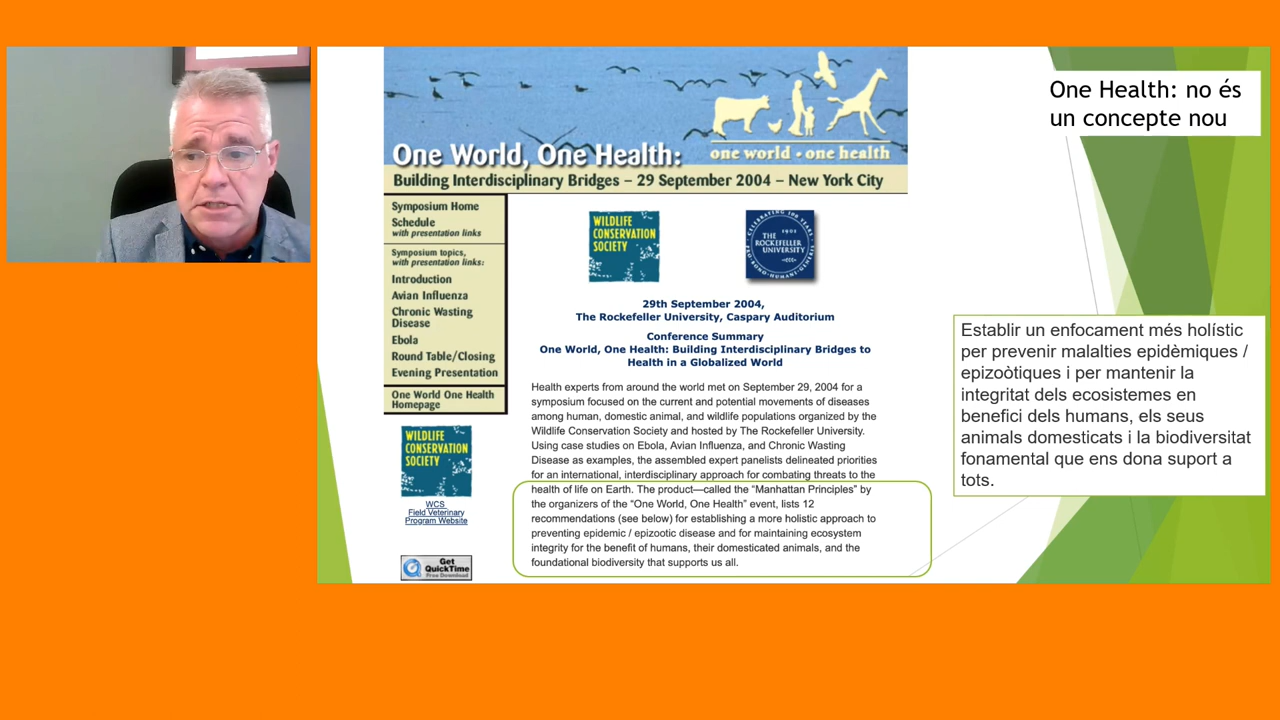 One World, One Health:
one world • one health
Building Interdisciplinary Bridges – 29 September 2004 – New York City
Symposium Home
Schedule
with presentation links
Symposium topics,
with presentation links:
Introduction
Avian Influenza
Chronic Wasting
Disease
Ebola
Round Table/Closing
Evening Presentation
One World One Health
Homepage
WILDLIFE
CONSERVATION
SOCIETY
WCS
Field Veterinary
Program Website
Get
QuickTime
Free Download
WILDLIFE
CONSERVATION
SOCIETY
CELEBRATING 100 YEARS
1901
THE
ROCKEFELLER
UNIVERSITY
PRO BONO HUMANI GENERIS
29th September 2004,
The Rockefeller University, Caspary Auditorium
Conference Summary
One World, One Health: Building Interdisciplinary Bridges to
Health in a Globalized World
Health experts from around the world met on September 29, 2004 for a
symposium focused on the current and potential movements of diseases
among human, domestic animal, and wildlife populations organized by the
Wildlife Conservation Society and hosted by The Rockefeller University.
Using case studies on Ebola, Avian Influenza, and Chronic Wasting
Disease as examples, the assembled expert panelists delineated priorities
for an international, interdisciplinary approach for combating threats to the
health of life on Earth. The product—called the “Manhattan Principles” by
the organizers of the “One World, One Health” event, lists 12
recommendations (see below) for establishing a more holistic approach to
preventing epidemic / epizootic disease and for maintaining ecosystem
integrity for the benefit of humans, their domesticated animals, and the
foundational biodiversity that supports us all.
One Health: no és
un concepte nou
Establir un enfocament més holístic
per prevenir malalties epidèmiques /
epizoòtiques i per mantenir la
integritat dels ecosistemes en
benefici dels humans, els seus
animals domesticats i la biodiversitat
fonamental que ens dona suport a
tots.